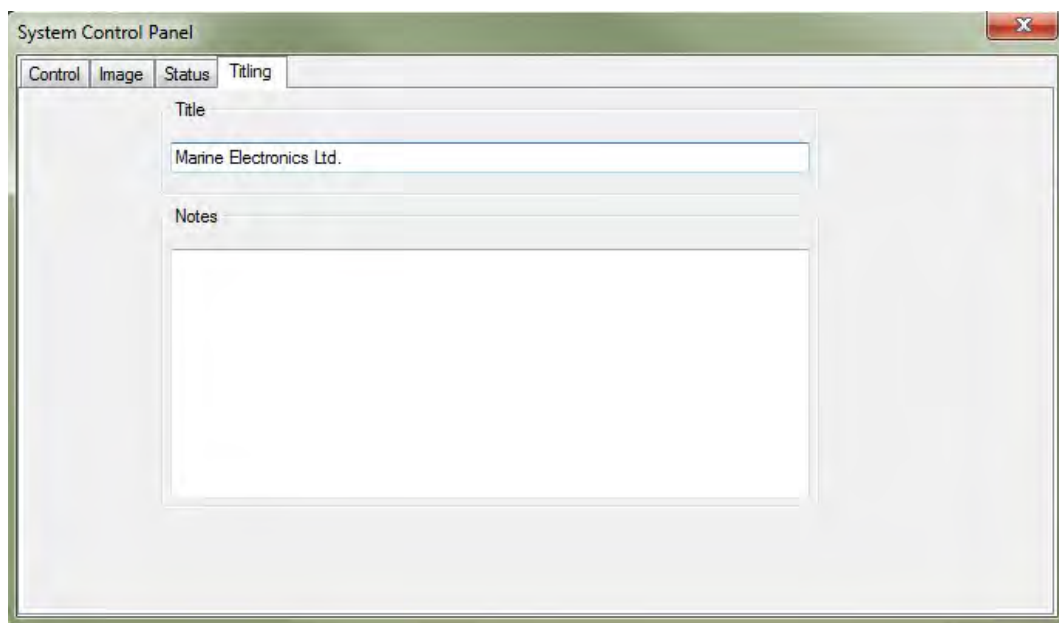 System Control Panel
Control Image Status Titling
Title
Marine Electronics Ltd.
Notes